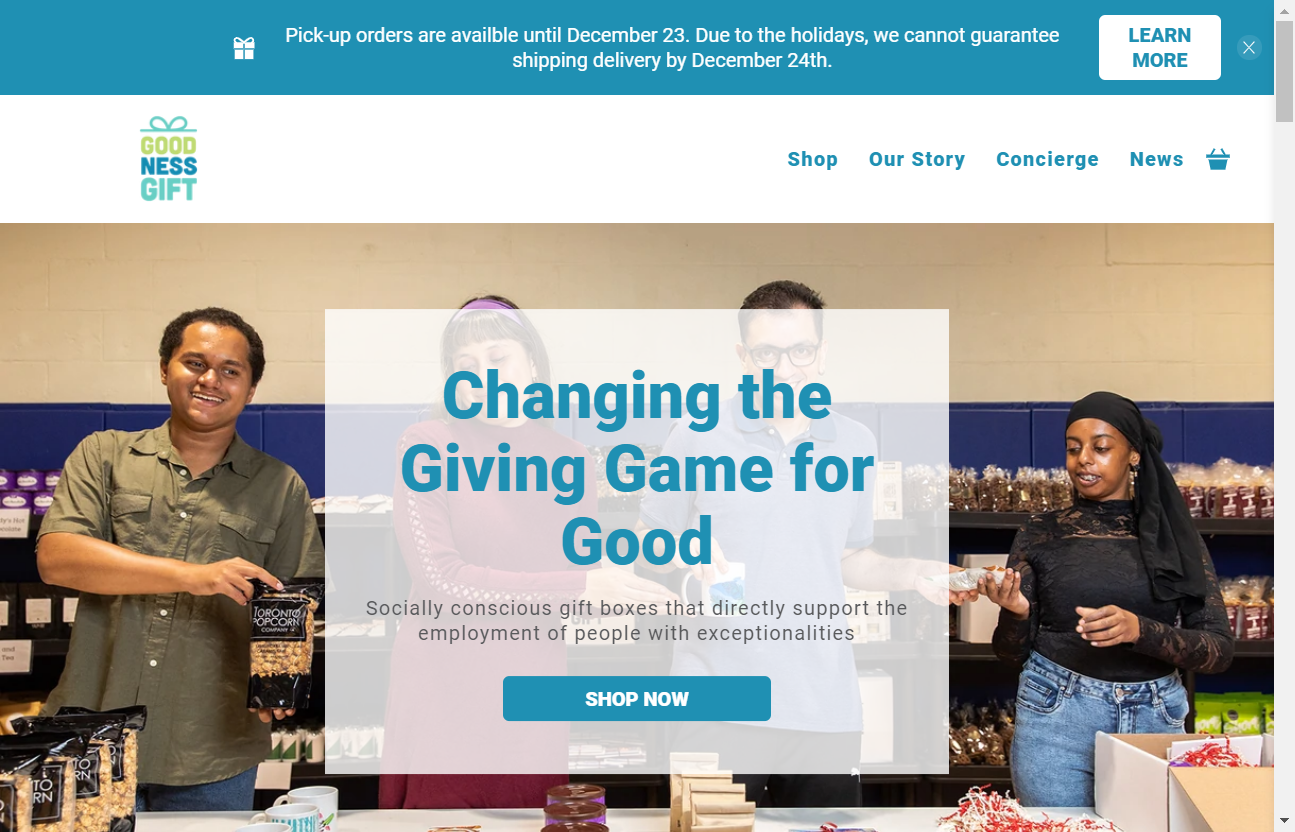 Pick-up orders are availble until December 23. Due to the holidays, we cannot guarantee
shipping delivery by December 24th.
LEARN
MORE
GOOD
NESS
GIFT
Shop
Our Story
Concierge
News
Changing the
Giving Game for
Good
Socially conscious gift boxes that directly support the
employment of people with exceptionalities
SHOP NOW
TORONTO
POPCORN
COMPANY